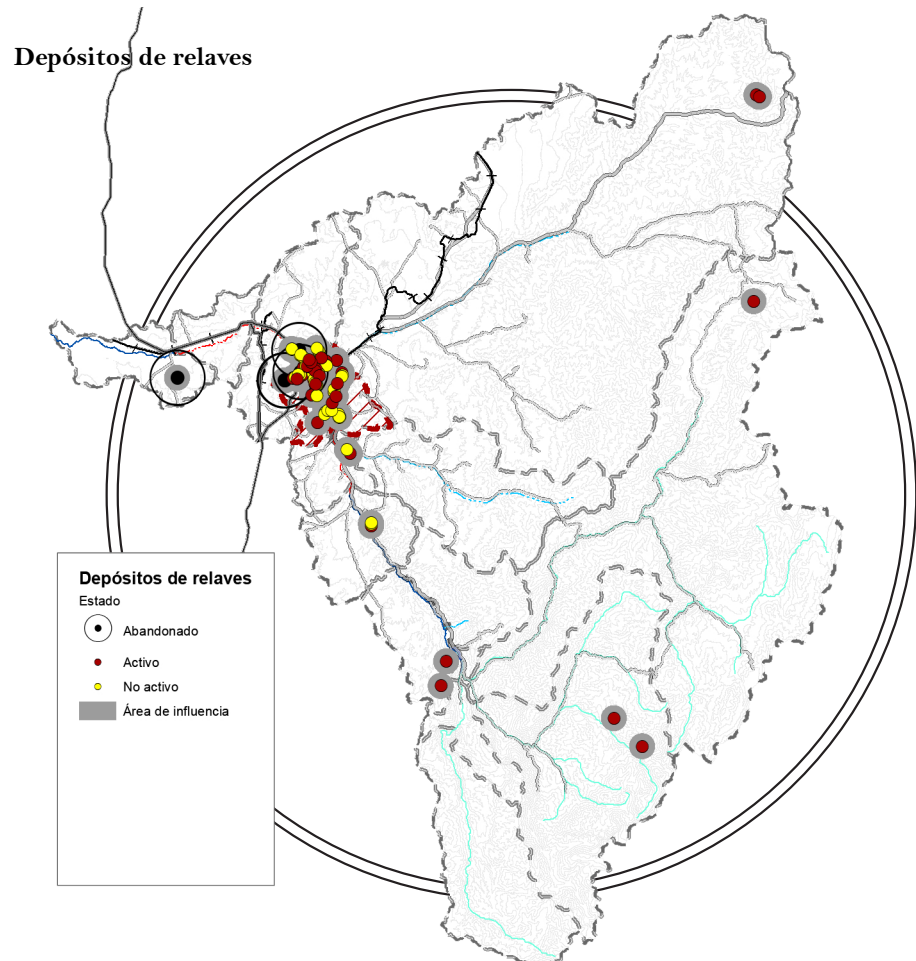 Depósitos de relaves
Depósitos de relaves
Estado
Abandonado
Activo
No activo
Área de influencia